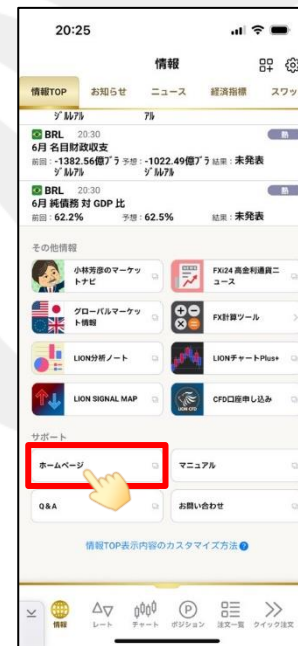 20:25
情報
情報TOP お知らせ ニュース 経済指標 スワッ
ｼﾞﾙﾚｱﾙ ｱﾙ
BRL 20:30
6月 名目財政収支
前回：-1382.56億ﾌﾞﾗｼﾞﾙﾚｱﾙ 予想：-1022.49億ﾌﾞﾗｼﾞﾙﾚｱﾙ 結果：未発表
BRL 20:30
6月 純債務 対 GDP 比
前回：62.2% 予想：62.5% 結果：未発表
その他情報
小林芳彦のマーケットナビ
FXi24 高金利通貨ニュース
グローバルマーケット情報
FX計算ツール
LION分析ノート
LIONチャートPlus+
LION SIGNAL MAP
LION CFD
CFD口座申し込み
サポート
ホームページ
マニュアル
Q&A
お問い合わせ
情報TOP表示内容のカスタマイズ方法?
情報 レート チャート ポジション 注文一覧 クイック注文